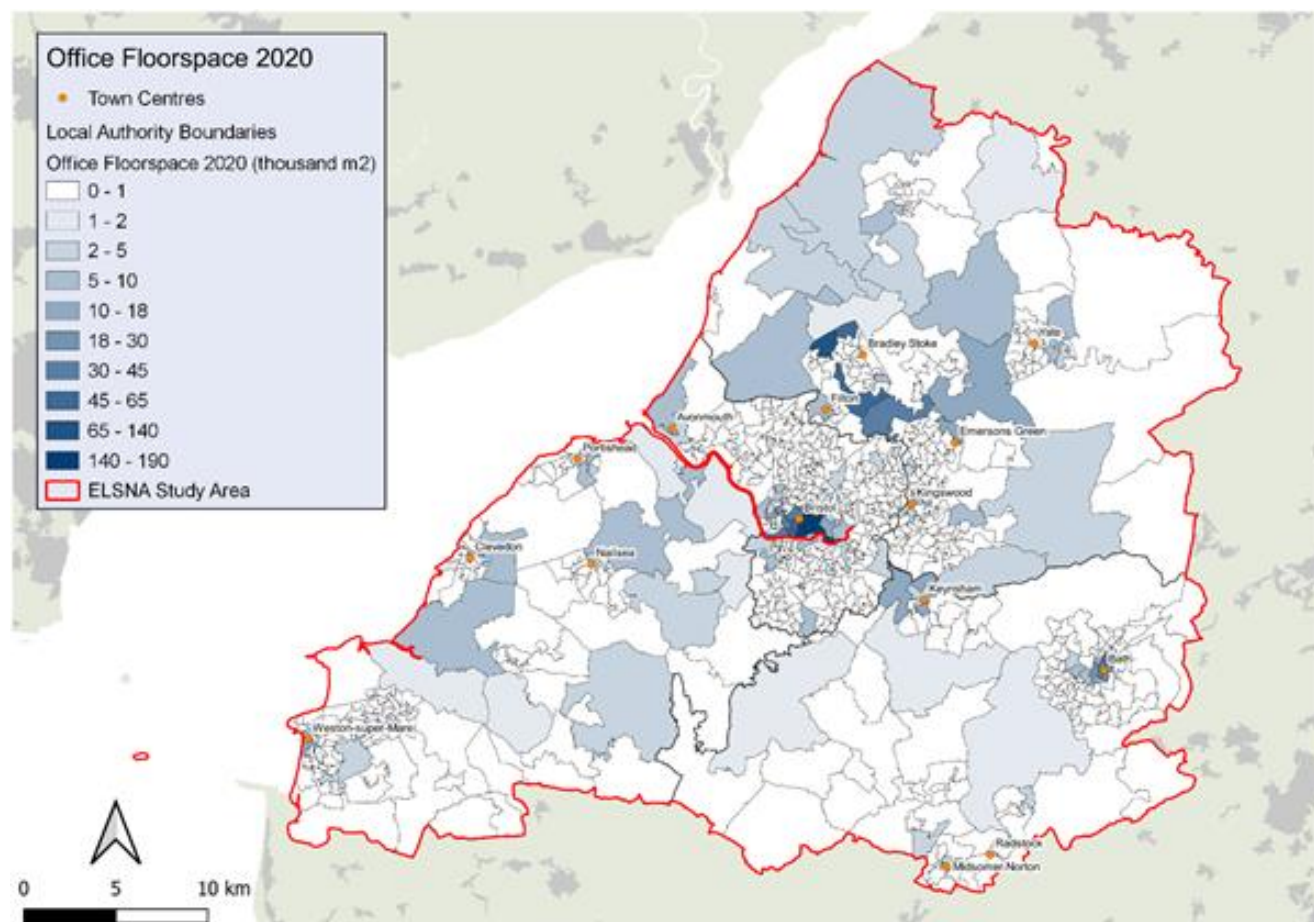 Office Floorspace 2020
Town Centres
Local Authority Boundaries
Office Floorspace 2020 (thousand m2)
0 - 1
1 - 2
2 - 5
5 - 10
10 - 18
18 - 30
30 - 45
45 - 65
65 - 140
140 - 190
ELSNA Study Area
Yate
Bradley Stoke
Filton
Avonmouth
Emersons Green
Portishead
Kingswood
Bristol
Clevedon
Nailsea
Keynsham
Bath
Weston-super-Mare
Radstock
Midsomer Norton
0 5 10 km